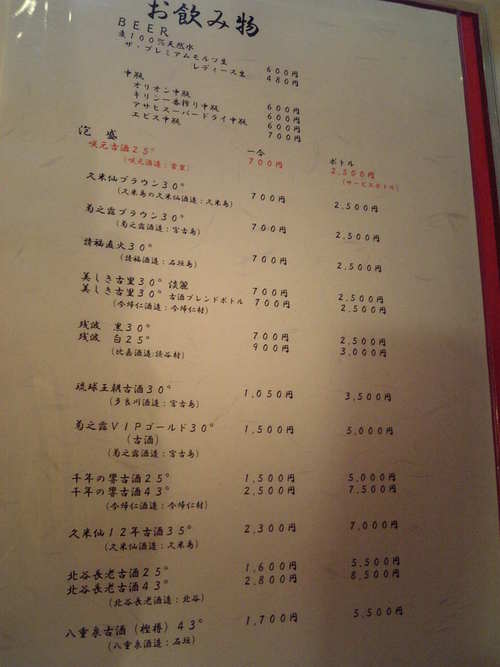 お飲み物
BEER
麦100%天然水
ザ・プレミアムモルツ生 600円
レディース生 480円
中瓶
オリオン中瓶 600円
キリン一番搾り中瓶 600円
アサヒスーパードライ中瓶 600円
エビス中瓶 700円
泡 盛 一合 ボトル
咲元古酒25° 700円 2,500円
(咲元酒造:首里) (サービスボトル)
久米仙ブラウン30° 700円 2,500円
(久米島の久米仙酒造:久米島)
菊之露ブラウン30° 700円 2,500円
(菊之露酒造:宮古島)
請福直火30° 700円 2,500円
(請福酒造:石垣島)
美しき古里30° 淡麗 700円 2,500円
美しき古里30° 古酒ブレンドボトル 700円 2,500円
(今帰仁酒造:今帰仁村)
残波 黒30° 700円 2,500円
残波 白25° 900円 3,000円
(比嘉酒造:読谷村)
琉球王朝古酒30° 1,050円 3,500円
(多良川酒造:宮古島)
菊之露VIPゴールド30° 1,500円 5,000円
(古酒)
(菊之露酒造:宮古島)
千年の響古酒25° 1,500円 5,000円
千年の響古酒43° 2,500円 7,500円
(今帰仁酒造:今帰仁村)
久米仙12年古酒35° 2,300円 7,000円
(久米仙酒造:久米島)
北谷長老古酒25° 1,600円 5,500円
北谷長老古酒43° 2,800円 8,500円
(北谷長老酒造:北谷)
八重泉古酒(樫樽)43° 1,700円 5,500円
(八重泉酒造:石垣)